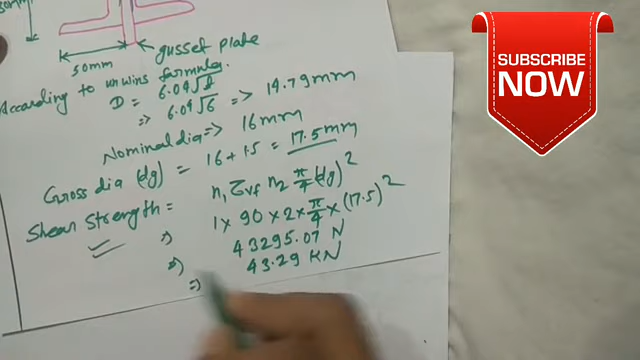 50mm
gusset plate
According to unwins formula.
D = 6.04√t
=> 6.04√6 => 14.79mm
Nominal dia => 16mm
Gross dia (dg) = 16+1.5 = 17.5mm
Shear Strength = n₁ τvf n₂ π/4 (dg)²
=> 1 x 90 x 2 x π/4 x (17.5)²
=> 43295.07 N
=> 43.29 KN
SUBSCRIBE
NOW